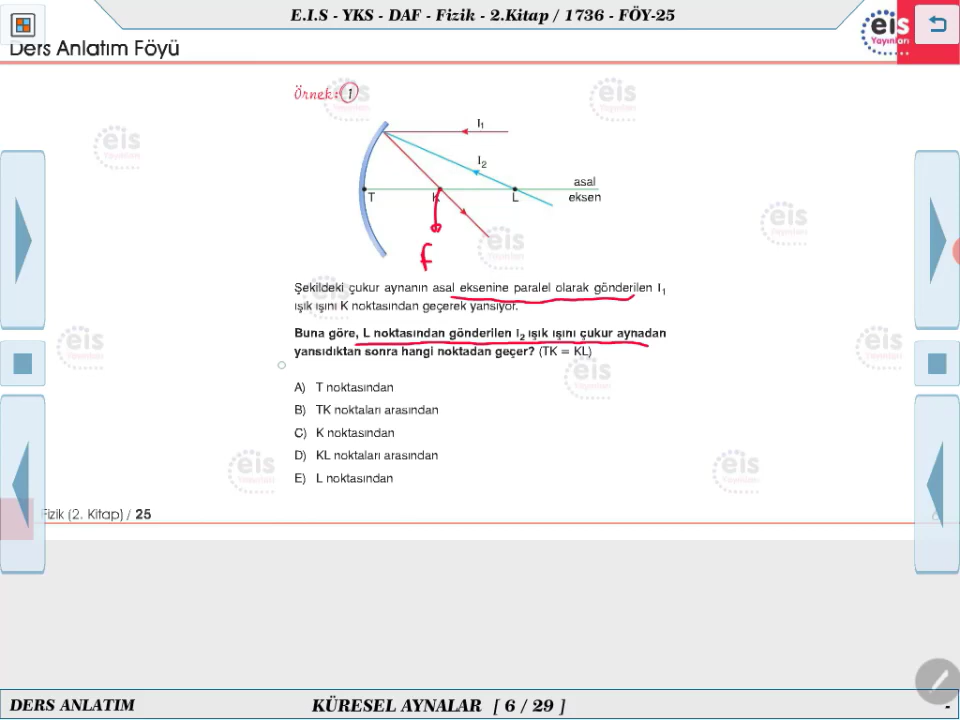 E.I.S - YKS - DAF - Fizik - 2.Kitap / 1736 - FÖY-25
eis
Yayınları
Ders Anlatım Föyü
Örnek: 1
I₁
I₂
asal
eksen
T
K
L
f
Şekildeki çukur aynanın asal eksenine paralel olarak gönderilen I₁
ışık ışını K noktasından geçerek yansıyor.
Buna göre, L noktasından gönderilen I₂ ışık ışını çukur aynadan
yansıdıktan sonra hangi noktadan geçer? (TK = KL)
A) T noktasından
B) TK noktaları arasından
C) K noktasından
D) KL noktaları arasından
E) L noktasından
Fizik (2. Kitap) / 25
DERS ANLATIM
KÜRESEL AYNALAR [ 6 / 29 ]
-